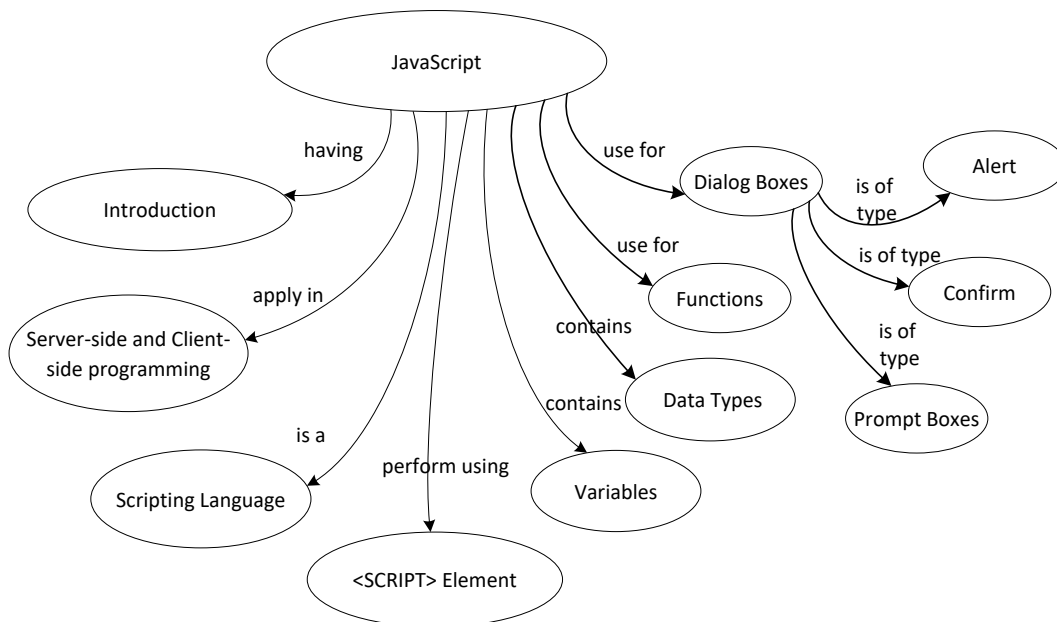 JavaScript
having
Introduction
apply in
Server-side and Client-
side programming
is a
Scripting Language
perform using
<SCRIPT> Element
contains
Variables
contains
Data Types
use for
Functions
use for
Dialog Boxes
is of
type
Alert
is of type
Confirm
is of
type
Prompt Boxes